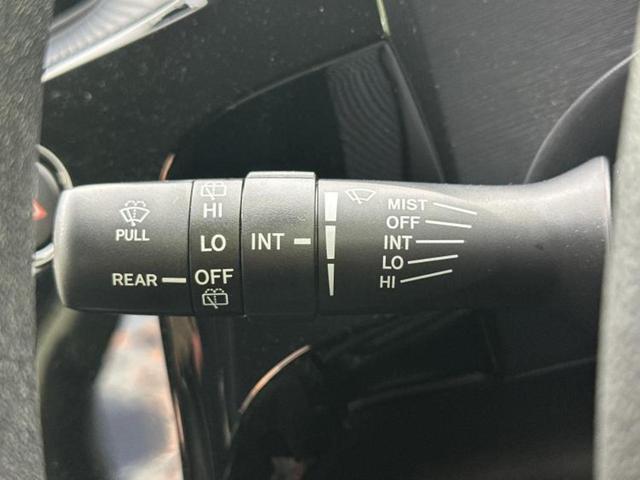 PULL
REAR
HI
LO
OFF
INT
MIST
OFF
INT
LO
HI